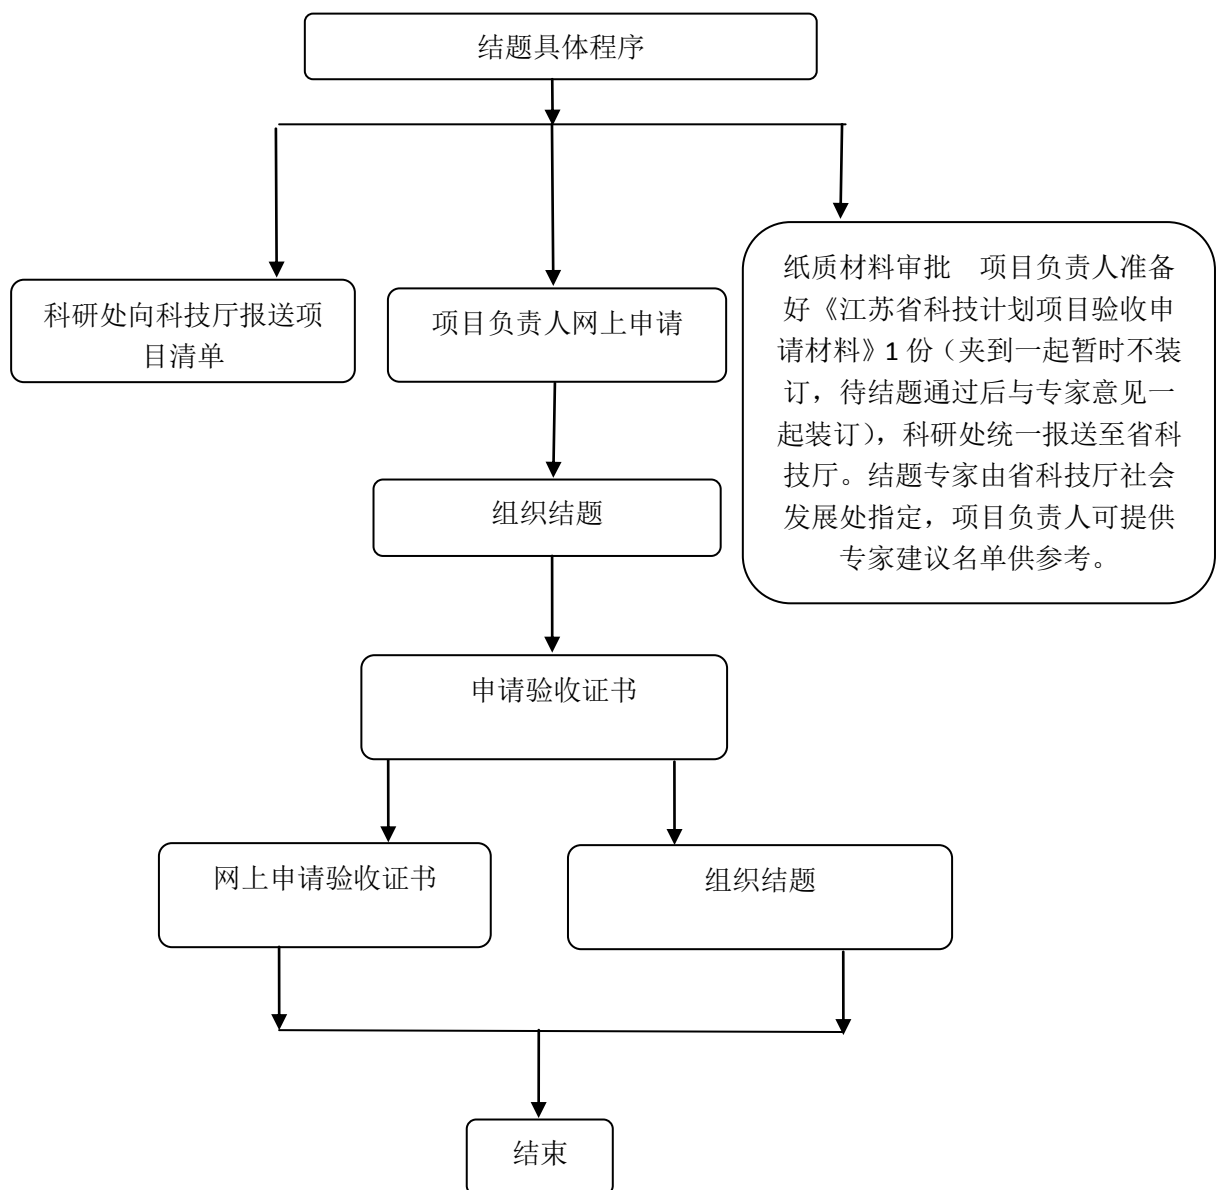 结题具体程序
科研处向科技厅报送项
目清单
项目负责人网上申请
纸质材料审批　项目负责人准备
好《江苏省科技计划项目验收申
请材料》1 份（夹到一起暂时不装
订，待结题通过后与专家意见一
起装订），科研处统一报送至省科
技厅。结题专家由省科技厅社会
发展处指定，项目负责人可提供
专家建议名单供参考。
组织结题
申请验收证书
网上申请验收证书
组织结题
结束